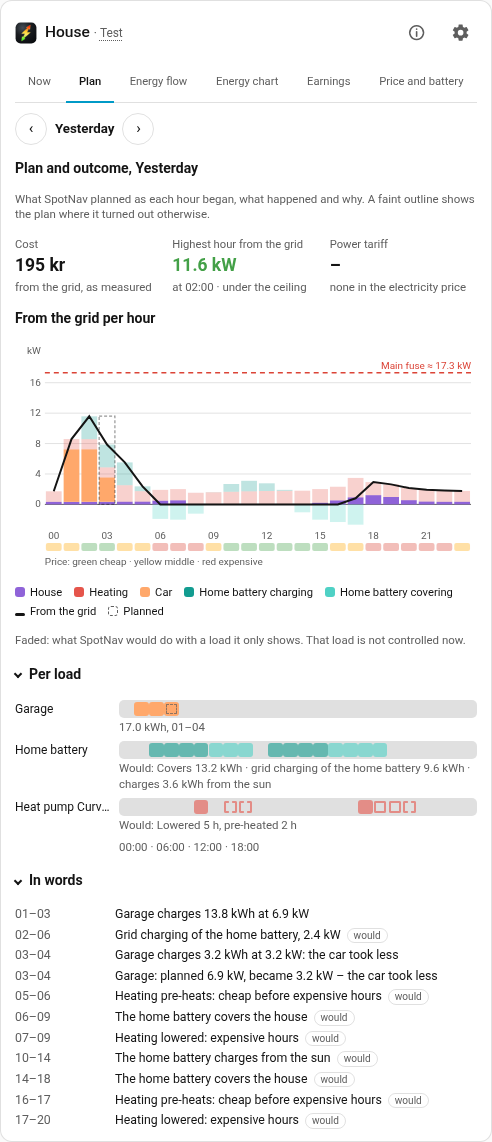 House · Test
Now
Plan
Energy flow
Energy chart
Earnings
Price and battery
‹
Yesterday
›
Plan and outcome, Yesterday
What SpotNav planned as each hour began, what happened and why. A faint outline shows
the plan where it turned out otherwise.
Cost
195 kr
from the grid, as measured
Highest hour from the grid
11.6 kW
at 02:00 · under the ceiling
Power tariff
–
none in the electricity price
From the grid per hour
kW
Main fuse ≈ 17.3 kW
16
12
8
4
0
00 03 06 09 12 15 18 21
Price: green cheap · yellow middle · red expensive
House
Heating
Car
Home battery charging
Home battery covering
From the grid
Planned
Faded: what SpotNav would do with a load it only shows. That load is not controlled now.
Per load
Garage
17.0 kWh, 01–04
Home battery
Would: Covers 13.2 kWh · grid charging of the home battery 9.6 kWh ·
charges 3.6 kWh from the sun
Heat pump Curv…
Would: Lowered 5 h, pre-heated 2 h
00:00 · 06:00 · 12:00 · 18:00
In words
01–03 Garage charges 13.8 kWh at 6.9 kW
02–06 Grid charging of the home battery, 2.4 kW would
03–04 Garage charges 3.2 kWh at 3.2 kW: the car took less
03–04 Garage: planned 6.9 kW, became 3.2 kW – the car took less
05–06 Heating pre-heats: cheap before expensive hours would
06–09 The home battery covers the house would
07–09 Heating lowered: expensive hours would
10–14 The home battery charges from the sun would
14–18 The home battery covers the house would
16–17 Heating pre-heats: cheap before expensive hours would
17–20 Heating lowered: expensive hours would